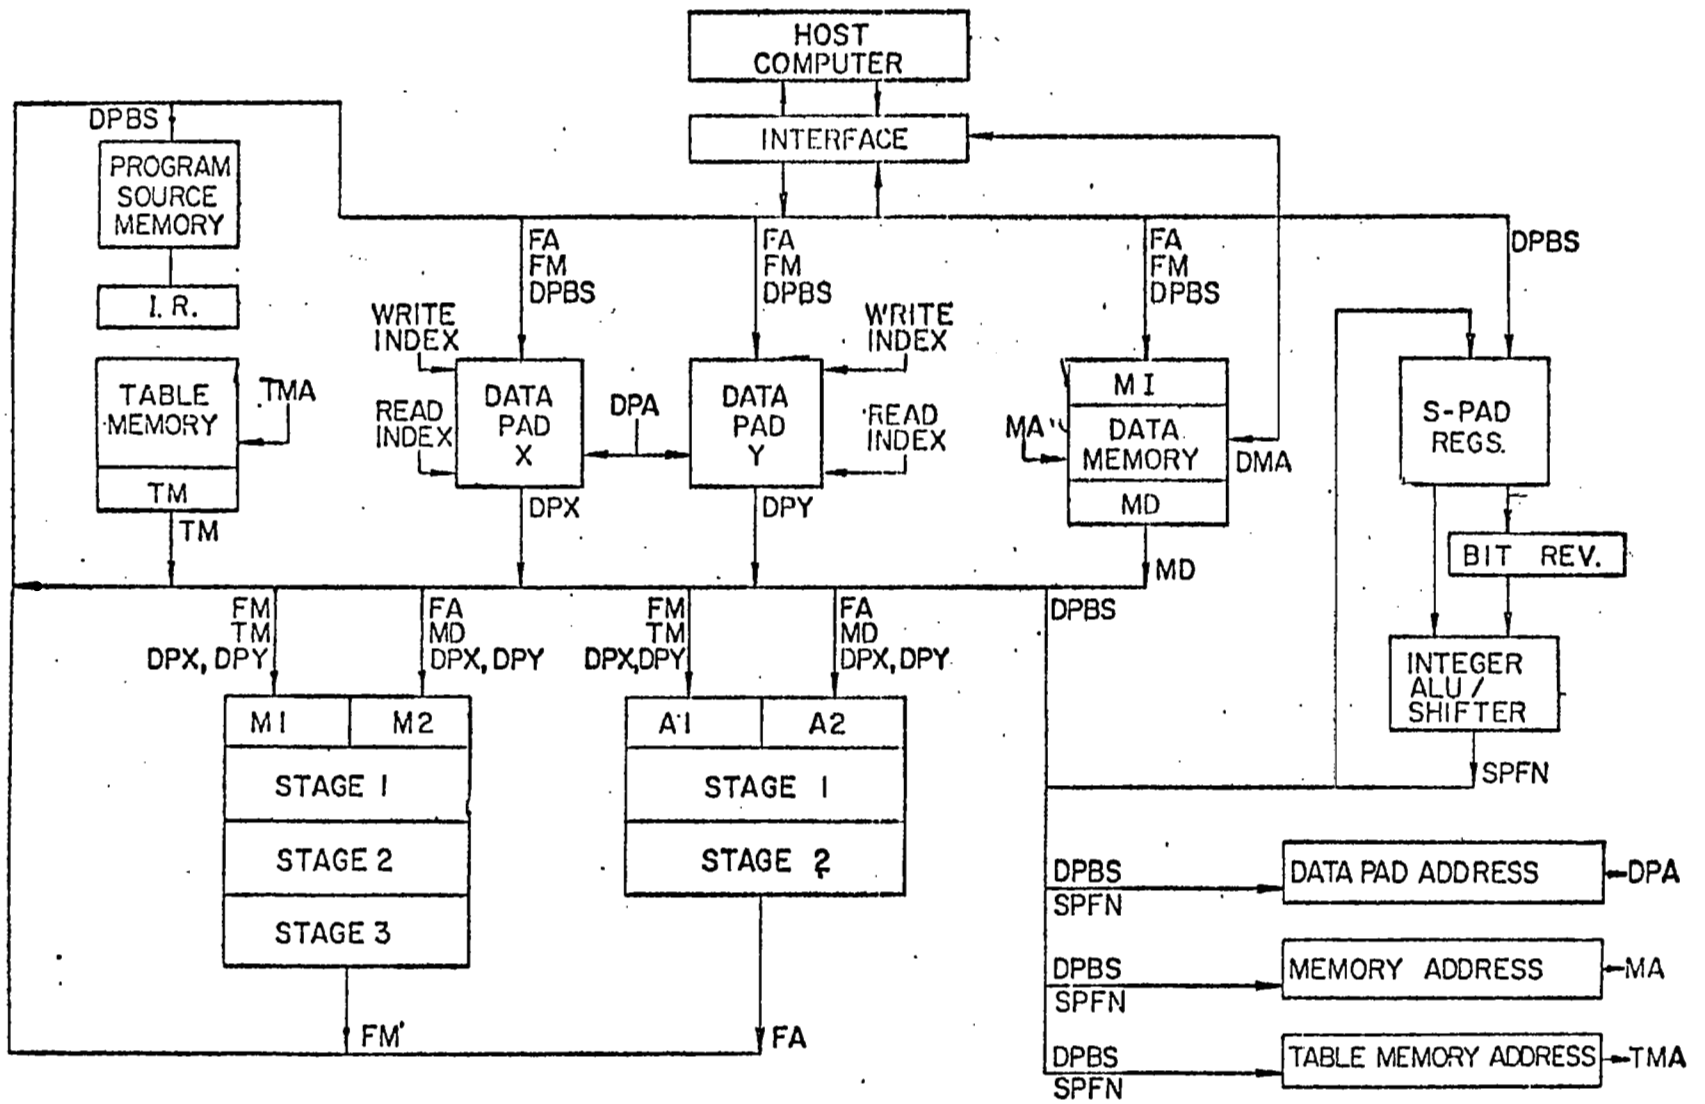 HOST
COMPUTER
INTERFACE
DPBS
PROGRAM
SOURCE
MEMORY
I. R.
TABLE
MEMORY
TM
TMA
TM
FA
FM
DPBS
WRITE
INDEX
READ
INDEX
DATA
PAD
X
DPX
DPA
FA
FM
DPBS
WRITE
INDEX
READ
INDEX
DATA
PAD
Y
DPY
FA
FM
DPBS
MI
DATA
MEMORY
MD
MA
DMA
MD
DPBS
S-PAD
REGS.
BIT REV.
INTEGER
ALU /
SHIFTER
SPFN
FM
TM
DPX, DPY
FA
MD
DPX, DPY
M1
M2
STAGE 1
STAGE 2
STAGE 3
FM
FM
TM
DPX,DPY
FA
MD
DPX, DPY
A1
A2
STAGE 1
STAGE 2
FA
DPBS
DPBS
SPFN
DATA PAD ADDRESS
DPA
DPBS
SPFN
MEMORY ADDRESS
MA
DPBS
SPFN
TABLE MEMORY ADDRESS
TMA